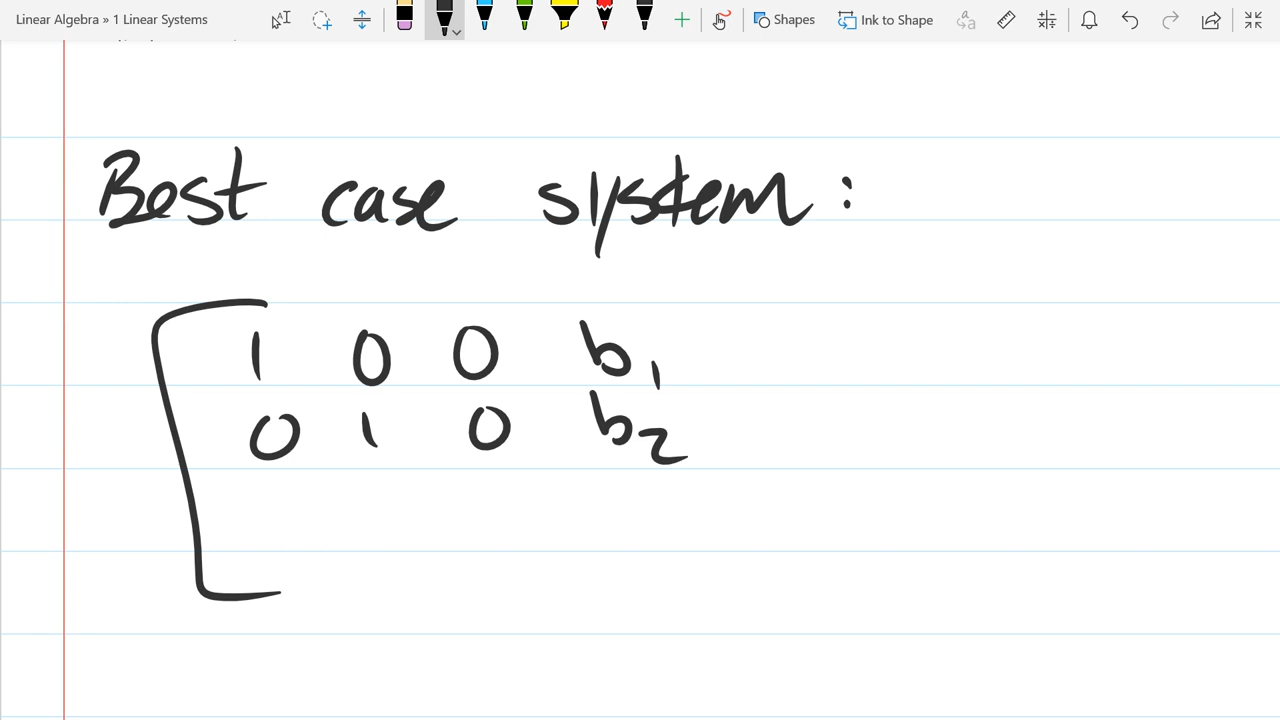 Linear Algebra » 1 Linear Systems
Shapes
Ink to Shape
Best case system:
1 0 0 b₁
0 1 0 b₂